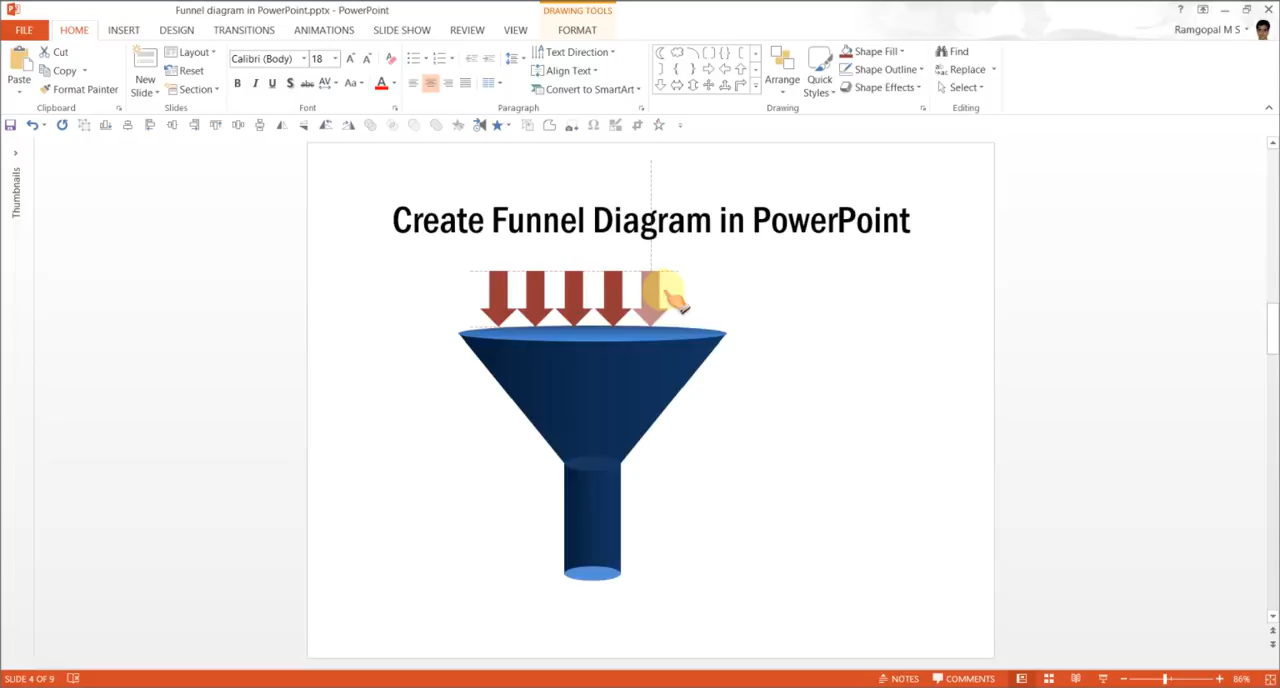 Funnel diagram in PowerPoint.pptx - PowerPoint
DRAWING TOOLS
FILE HOME INSERT DESIGN TRANSITIONS ANIMATIONS SLIDE SHOW REVIEW VIEW FORMAT
Ramgopal M S
Paste
Cut
Copy
Format Painter
Clipboard
New
Slide
Layout
Reset
Section
Slides
Calibri (Body) 18
Font
Text Direction
Align Text
Convert to SmartArt
Paragraph
Arrange
Quick
Styles
Shape Fill
Shape Outline
Shape Effects
Drawing
Find
Replace
Select
Editing
Thumbnails
Create Funnel Diagram in PowerPoint
SLIDE 4 OF 9
NOTES
COMMENTS
86%